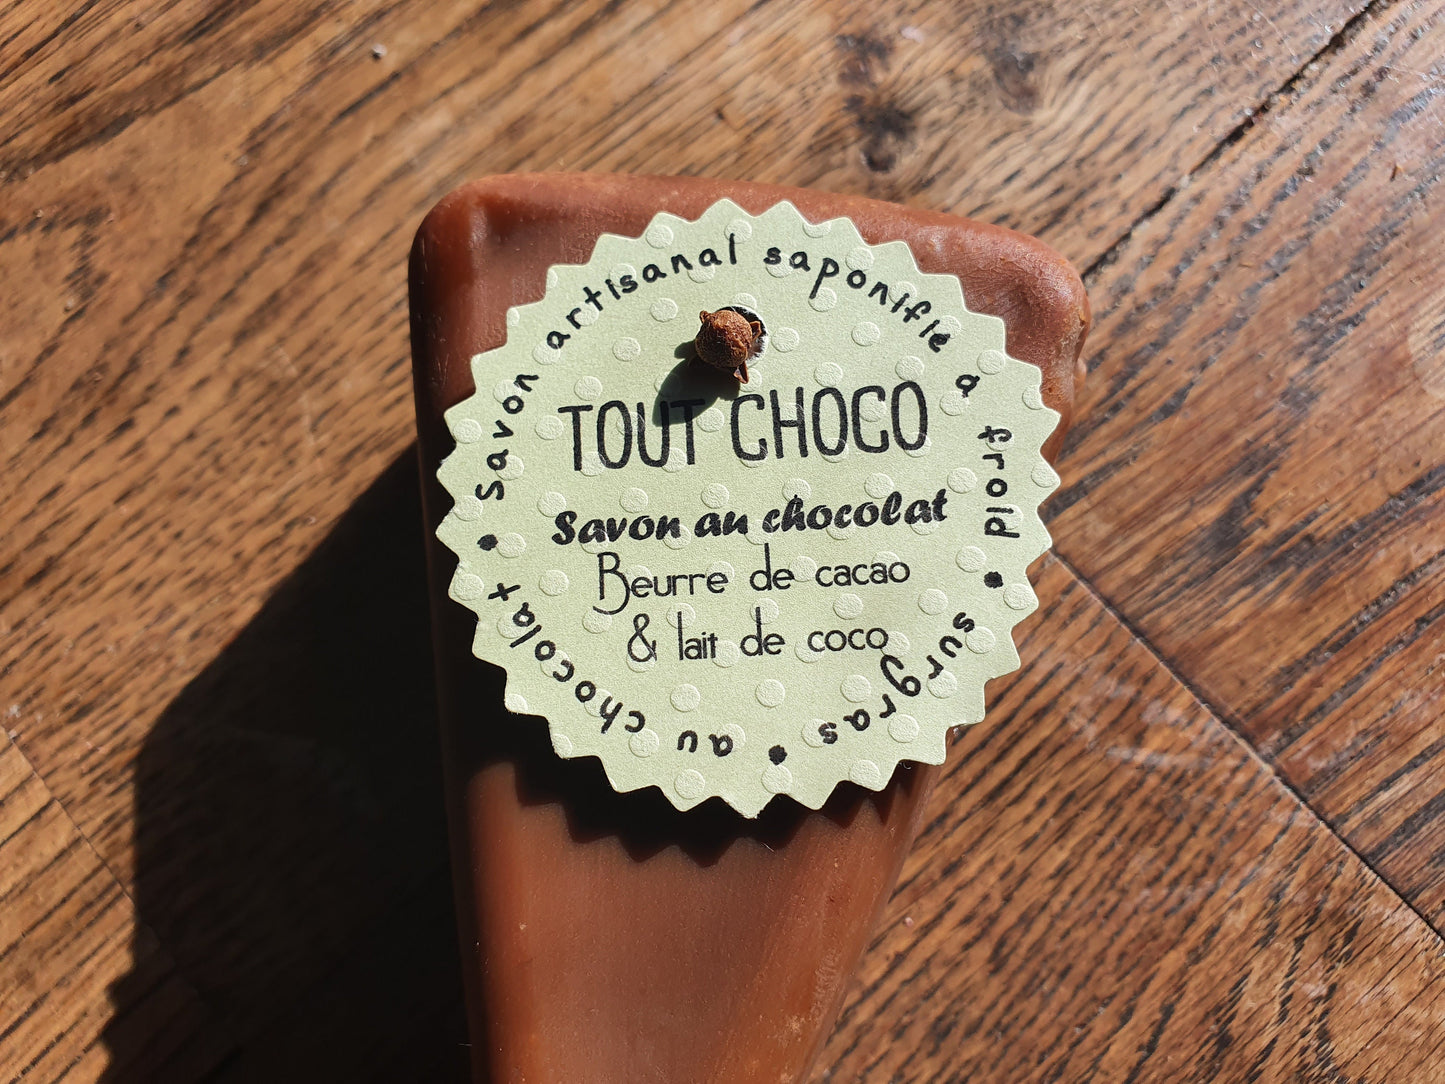 Savon artisanal saponifié a froid • surgras • au chocolat •
TOUT CHOCO
Savon au chocolat
Beurre de cacao
& lait de coco